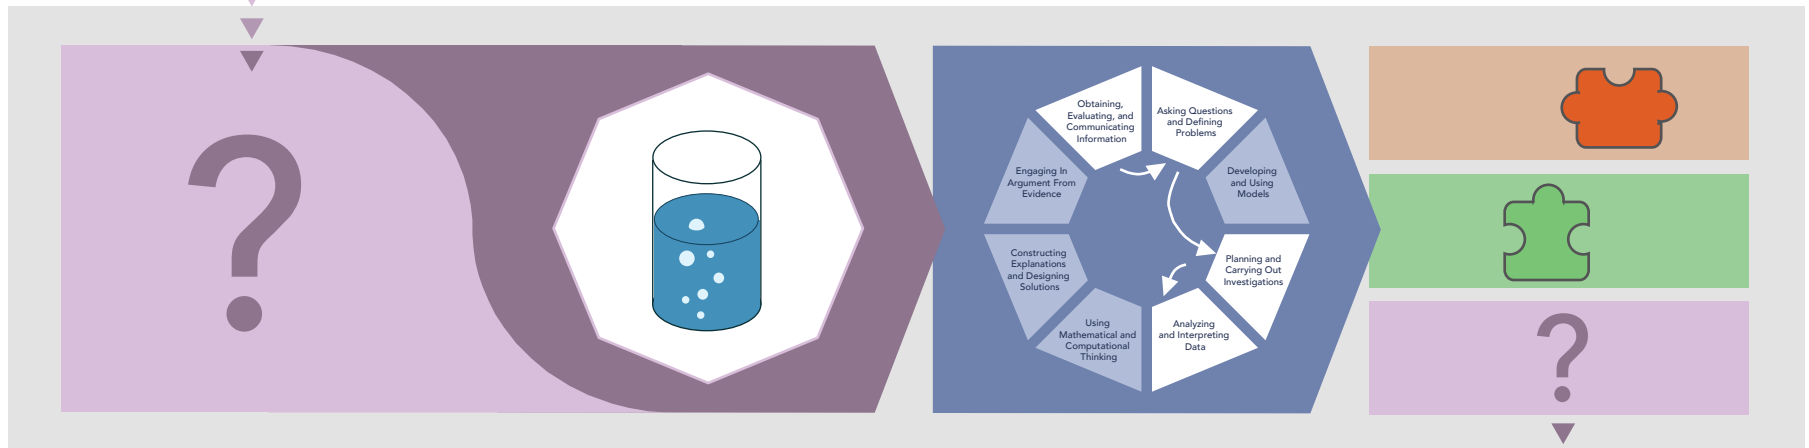 ?
Obtaining,
Evaluating, and
Communicating
Information
Asking Questions
and Defining
Problems
Developing
and Using
Models
Planning and
Carrying Out
Investigations
Analyzing
and Interpreting
Data
Using
Mathematical and
Computational
Thinking
Constructing
Explanations
and Designing
Solutions
Engaging In
Argument From
Evidence
?